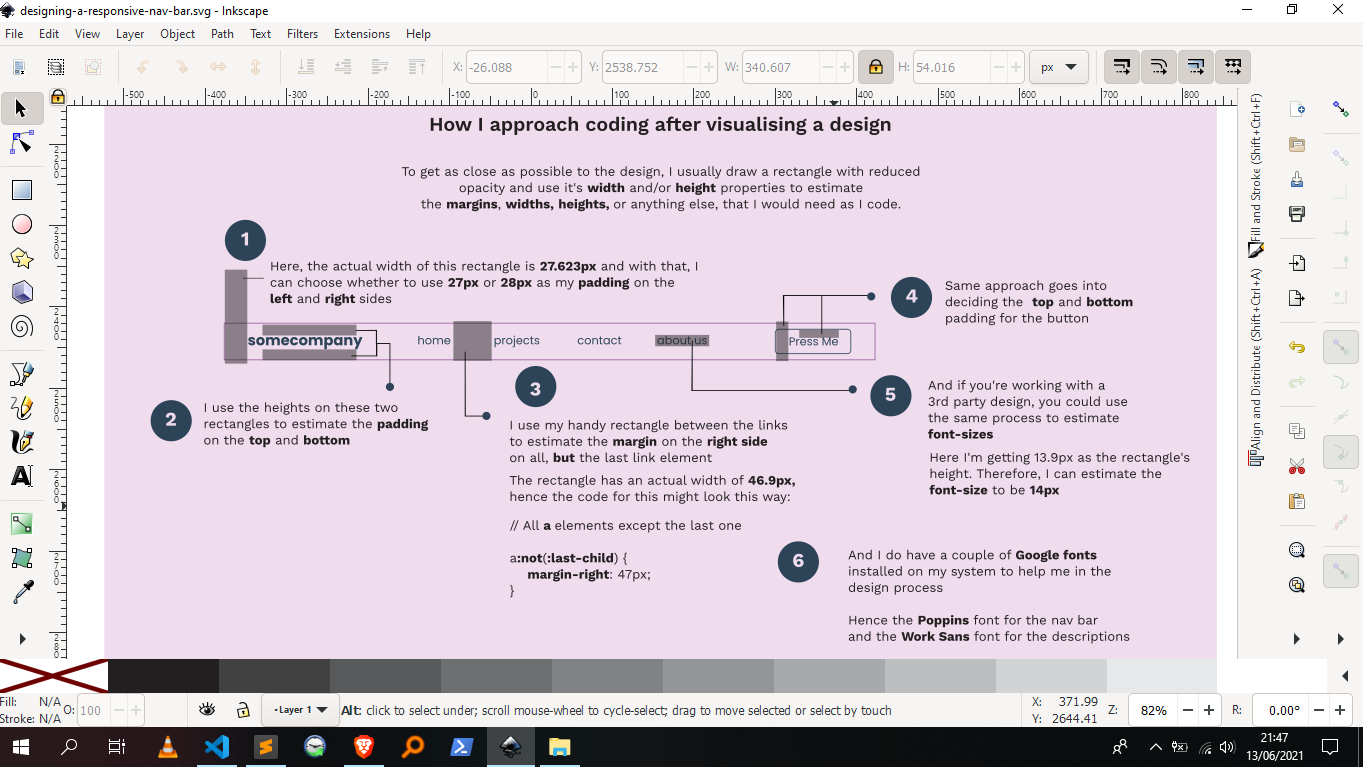 designing-a-responsive-nav-bar.svg - Inkscape
File Edit View Layer Object Path Text Filters Extensions Help
X: -26.088 Y: 2538.752 W: 340.607 H: 54.016 px
-500 -400 -300 -200 -100 0 100 200 300 400 500 600 700 800
How I approach coding after visualising a design
To get as close as possible to the design, I usually draw a rectangle with reduced
opacity and use it's width and/or height properties to estimate
the margins, widths, heights, or anything else, that I would need as I code.
1
Here, the actual width of this rectangle is 27.623px and with that, I
can choose whether to use 27px or 28px as my padding on the
left and right sides
4
Same approach goes into
deciding the top and bottom
padding for the button
somecompany home projects contact about us Press Me
2
I use the heights on these two
rectangles to estimate the padding
on the top and bottom
3
I use my handy rectangle between the links
to estimate the margin on the right side
on all, but the last link element
The rectangle has an actual width of 46.9px,
hence the code for this might look this way:
// All a elements except the last one
a:not(:last-child) {
margin-right: 47px;
}
5
And if you're working with a
3rd party design, you could use
the same process to estimate
font-sizes
Here I'm getting 13.9px as the rectangle's
height. Therefore, I can estimate the
font-size to be 14px
6
And I do have a couple of Google fonts
installed on my system to help me in the
design process
Hence the Poppins font for the nav bar
and the Work Sans font for the descriptions
Fill and Stroke (Shift+Ctrl+F)
Align and Distribute (Shift+Ctrl+A)
Fill: N/A
Stroke: N/A
O: 100
Layer 1
Alt: click to select under; scroll mouse-wheel to cycle-select; drag to move selected or select by touch
X: 371.99
Y: 2644.41
Z: 82%
R: 0.00°
21:47
13/06/2021